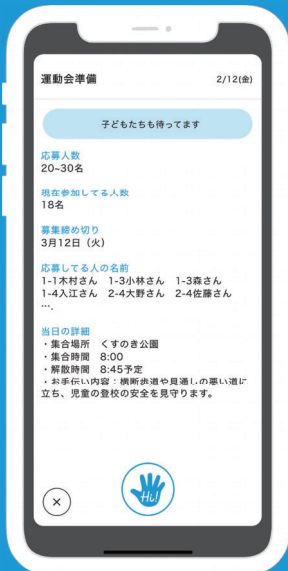 運動会準備 2/12(金)
子どもたちも待ってます
応募人数
20~30名
現在参加してる人数
18名
募集締め切り
3月12日（火）
応募してる人の名前
1-1木村さん 1-3小林さん 1-3森さん
1-4入江さん 2-4大野さん 2-4佐藤さん
….
当日の詳細
・集合場所 くすのき公園
・集合時間 8:00
・解散時間 8:45予定
・お手伝い内容：横断歩道や見通しの悪い道に
立ち、児童の登校の安全を見守ります。
Hi!